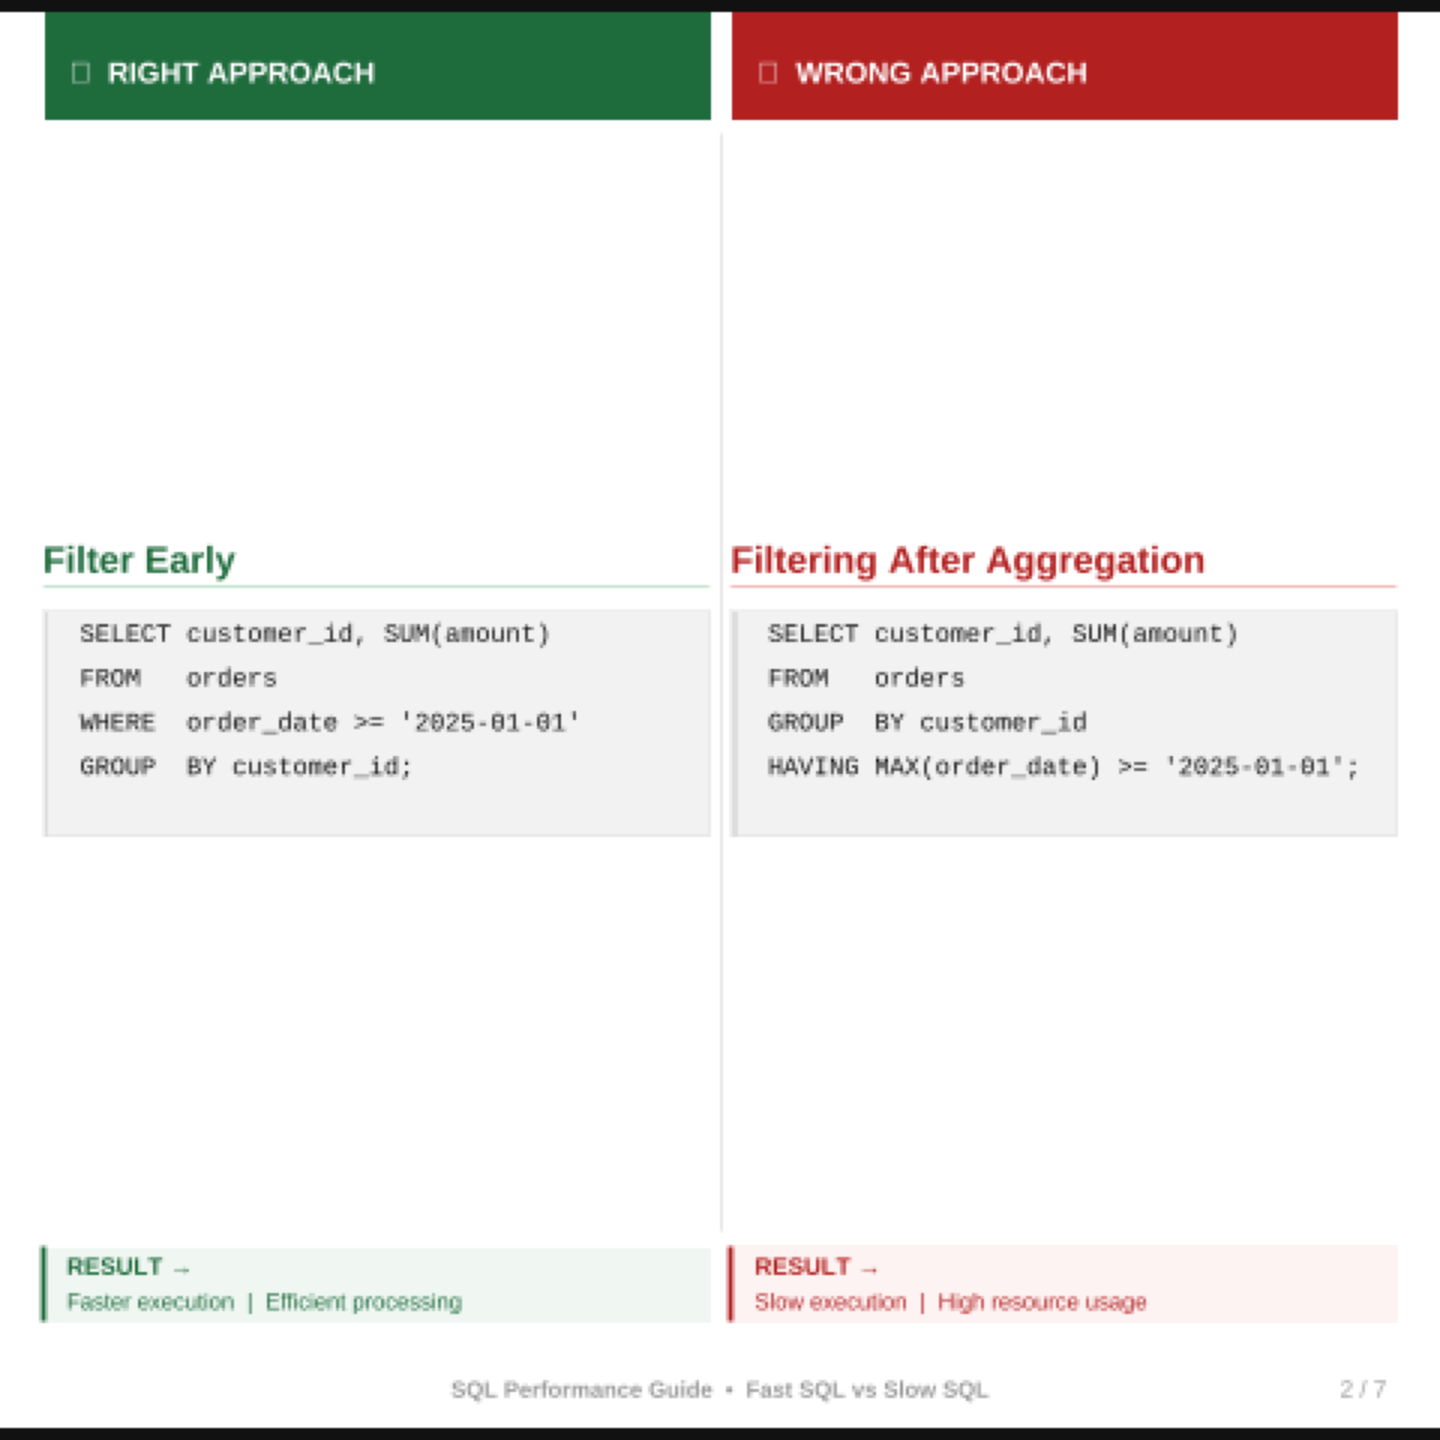 RIGHT APPROACH
Filter Early
SELECT customer_id, SUM(amount)
FROM   orders
WHERE  order_date >= '2025-01-01'
GROUP  BY customer_id;
RESULT →
Faster execution | Efficient processing
WRONG APPROACH
Filtering After Aggregation
SELECT customer_id, SUM(amount)
FROM   orders
GROUP  BY customer_id
HAVING MAX(order_date) >= '2025-01-01';
RESULT →
Slow execution | High resource usage
SQL Performance Guide • Fast SQL vs Slow SQL
2 / 7